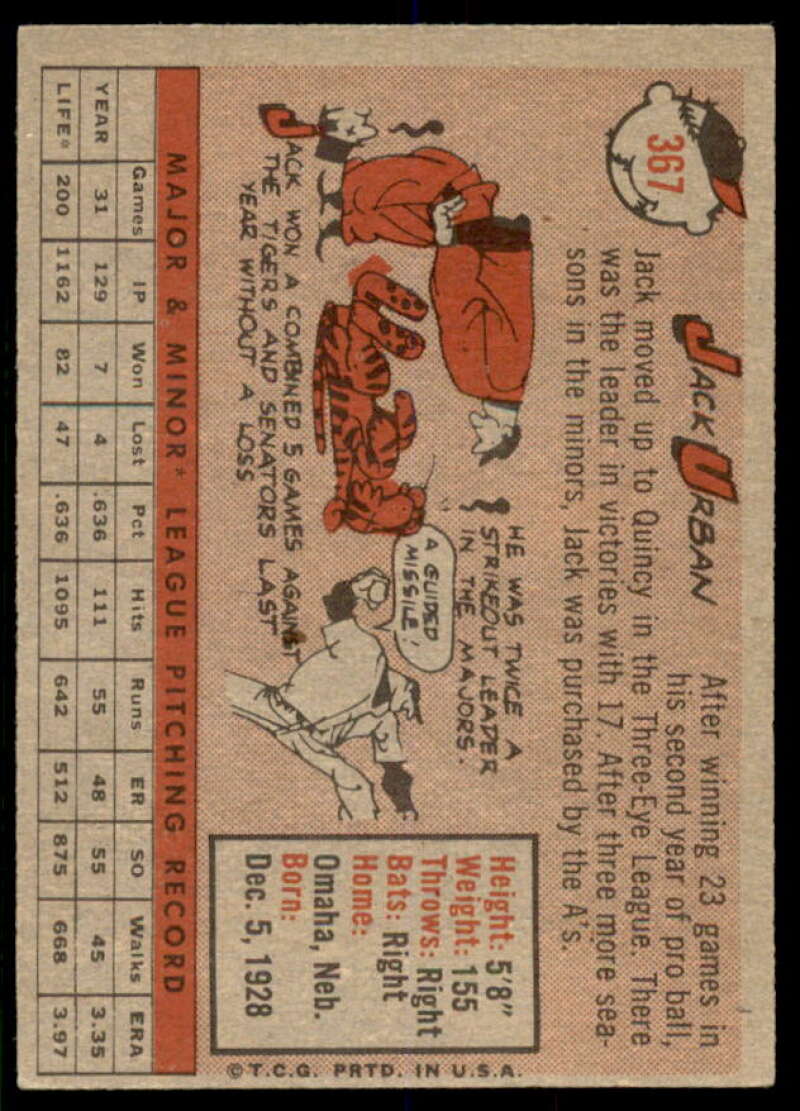 367
JACK URBAN
After winning 23 games in
his second year of pro ball,
Jack moved up to Quincy in the Three-Eye League. There
was the leader in victories with 17. After three more sea-
sons in the minors, Jack was purchased by the A's.
HE WAS TWICE A
STRIKEOUT LEADER
IN THE MAJORS.
A GUIDED
MISSILE!
JACK WON A COMBINED 5 GAMES AGAINST
THE TIGERS AND SENATORS LAST
YEAR WITHOUT A LOSS
Height: 5'8"
Weight: 155
Throws: Right
Bats: Right
Home:
Omaha, Neb.
Born:
Dec. 5, 1928
©T.C.G. PRTD. IN U.S.A.
MAJOR & MINOR* LEAGUE PITCHING RECORD
Games IP Won Lost Pct Hits Runs ER SO Walks ERA
YEAR 31 129 7 4 .636 111 55 48 55 45 3.35
LIFE* 200 1162 82 47 .636 1095 642 512 875 668 3.97